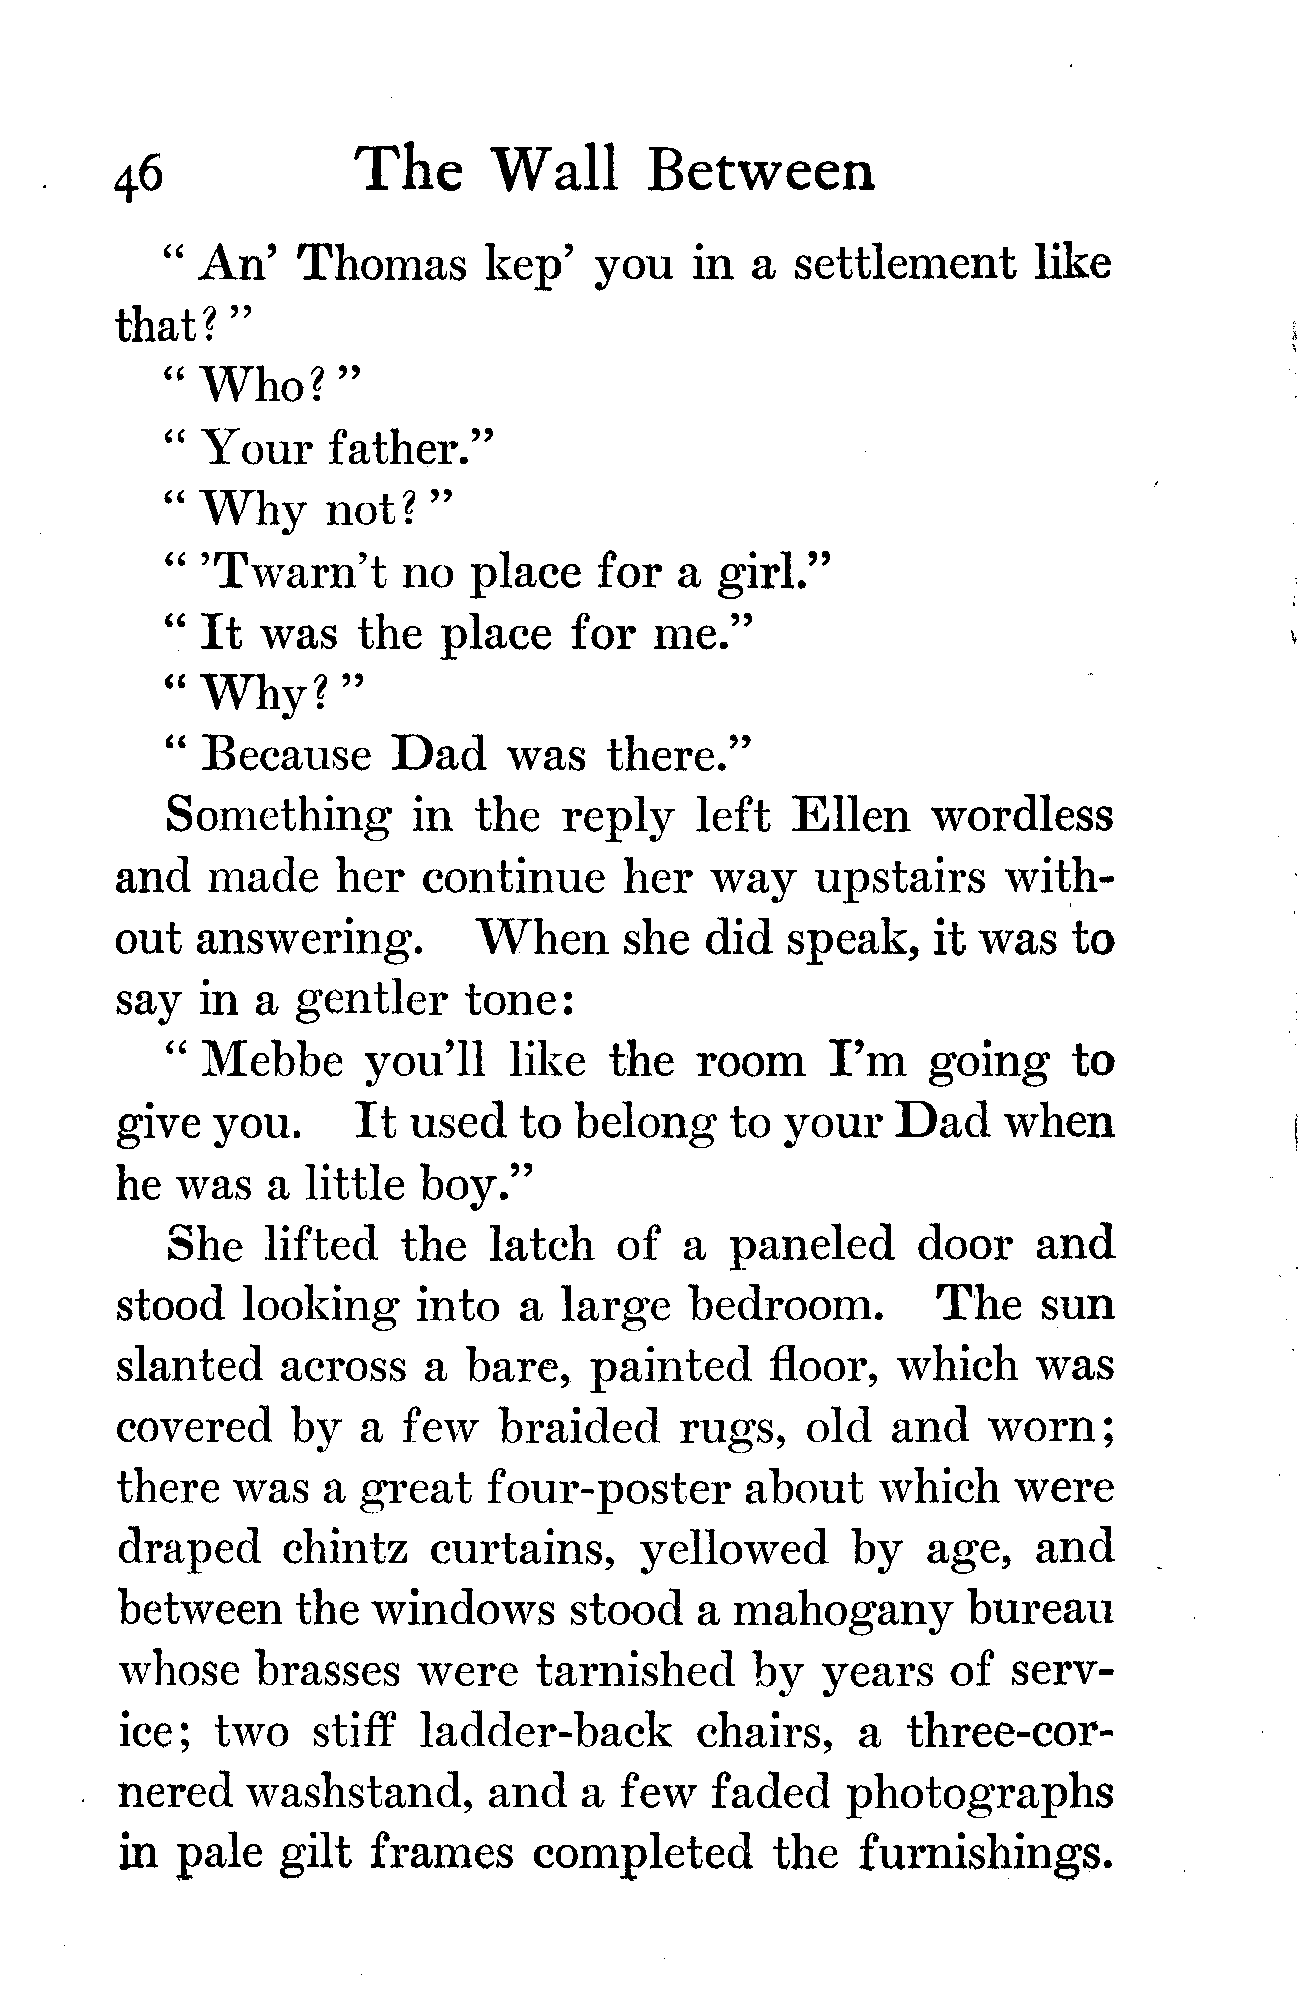 46 The Wall Between
" An' Thomas kep' you in a settlement like
that? "
" Who? "
" Your father."
" Why not? "
" 'Twarn't no place for a girl."
" It was the place for me."
" Why? "
" Because Dad was there."
Something in the reply left Ellen wordless
and made her continue her way upstairs with-
out answering. When she did speak, it was to
say in a gentler tone:
" Mebbe you'll like the room I'm going to
give you. It used to belong to your Dad when
he was a little boy."
She lifted the latch of a paneled door and
stood looking into a large bedroom. The sun
slanted across a bare, painted floor, which was
covered by a few braided rugs, old and worn;
there was a great four-poster about which were
draped chintz curtains, yellowed by age, and
between the windows stood a mahogany bureau
whose brasses were tarnished by years of serv-
ice; two stiff ladder-back chairs, a three-cor-
nered washstand, and a few faded photographs
in pale gilt frames completed the furnishings.